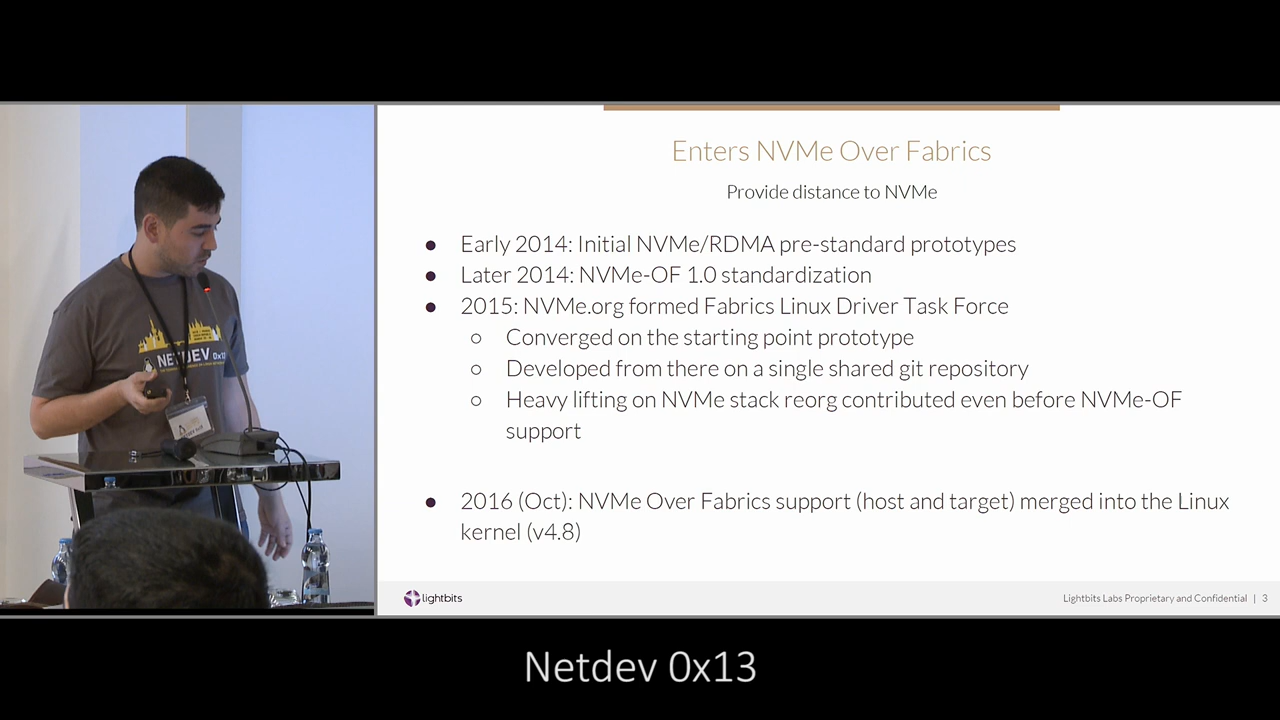 Enters NVMe Over Fabrics
Provide distance to NVMe
● Early 2014: Initial NVMe/RDMA pre-standard prototypes
● Later 2014: NVMe-OF 1.0 standardization
● 2015: NVMe.org formed Fabrics Linux Driver Task Force
○ Converged on the starting point prototype
○ Developed from there on a single shared git repository
○ Heavy lifting on NVMe stack reorg contributed even before NVMe-OF
support
● 2016 (Oct): NVMe Over Fabrics support (host and target) merged into the Linux
kernel (v4.8)
lightbits
Lightbits Labs Proprietary and Confidential | 3
NETDEV
Netdev 0x13